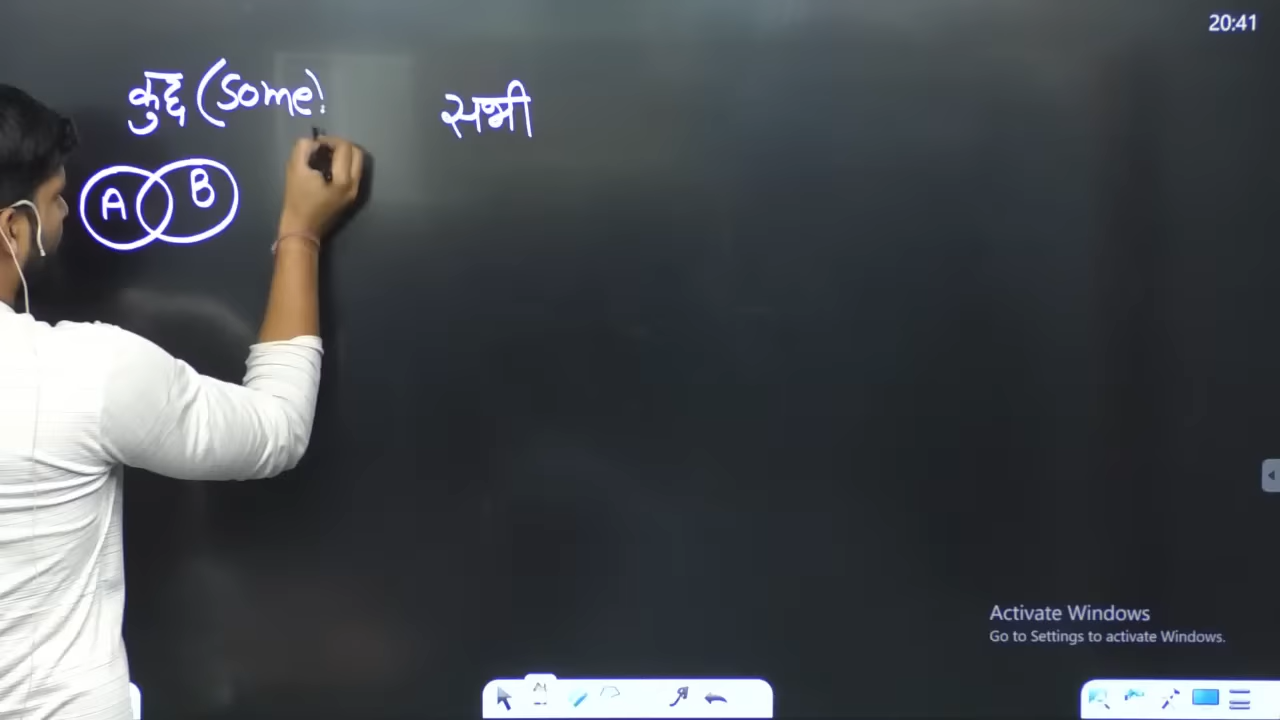 20:41
कुछ (Some) सभी
A B
Activate Windows
Go to Settings to activate Windows.